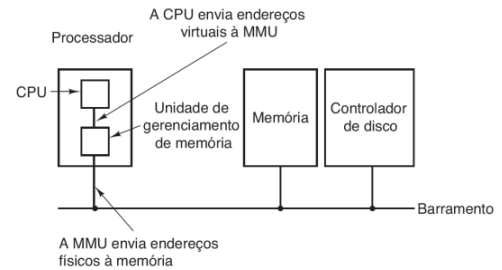 A CPU envia endereços
virtuais à MMU
Processador
CPU
Unidade de
gerenciamento
de memória
Memória
Controlador
de disco
Barramento
A MMU envia endereços
físicos à memória